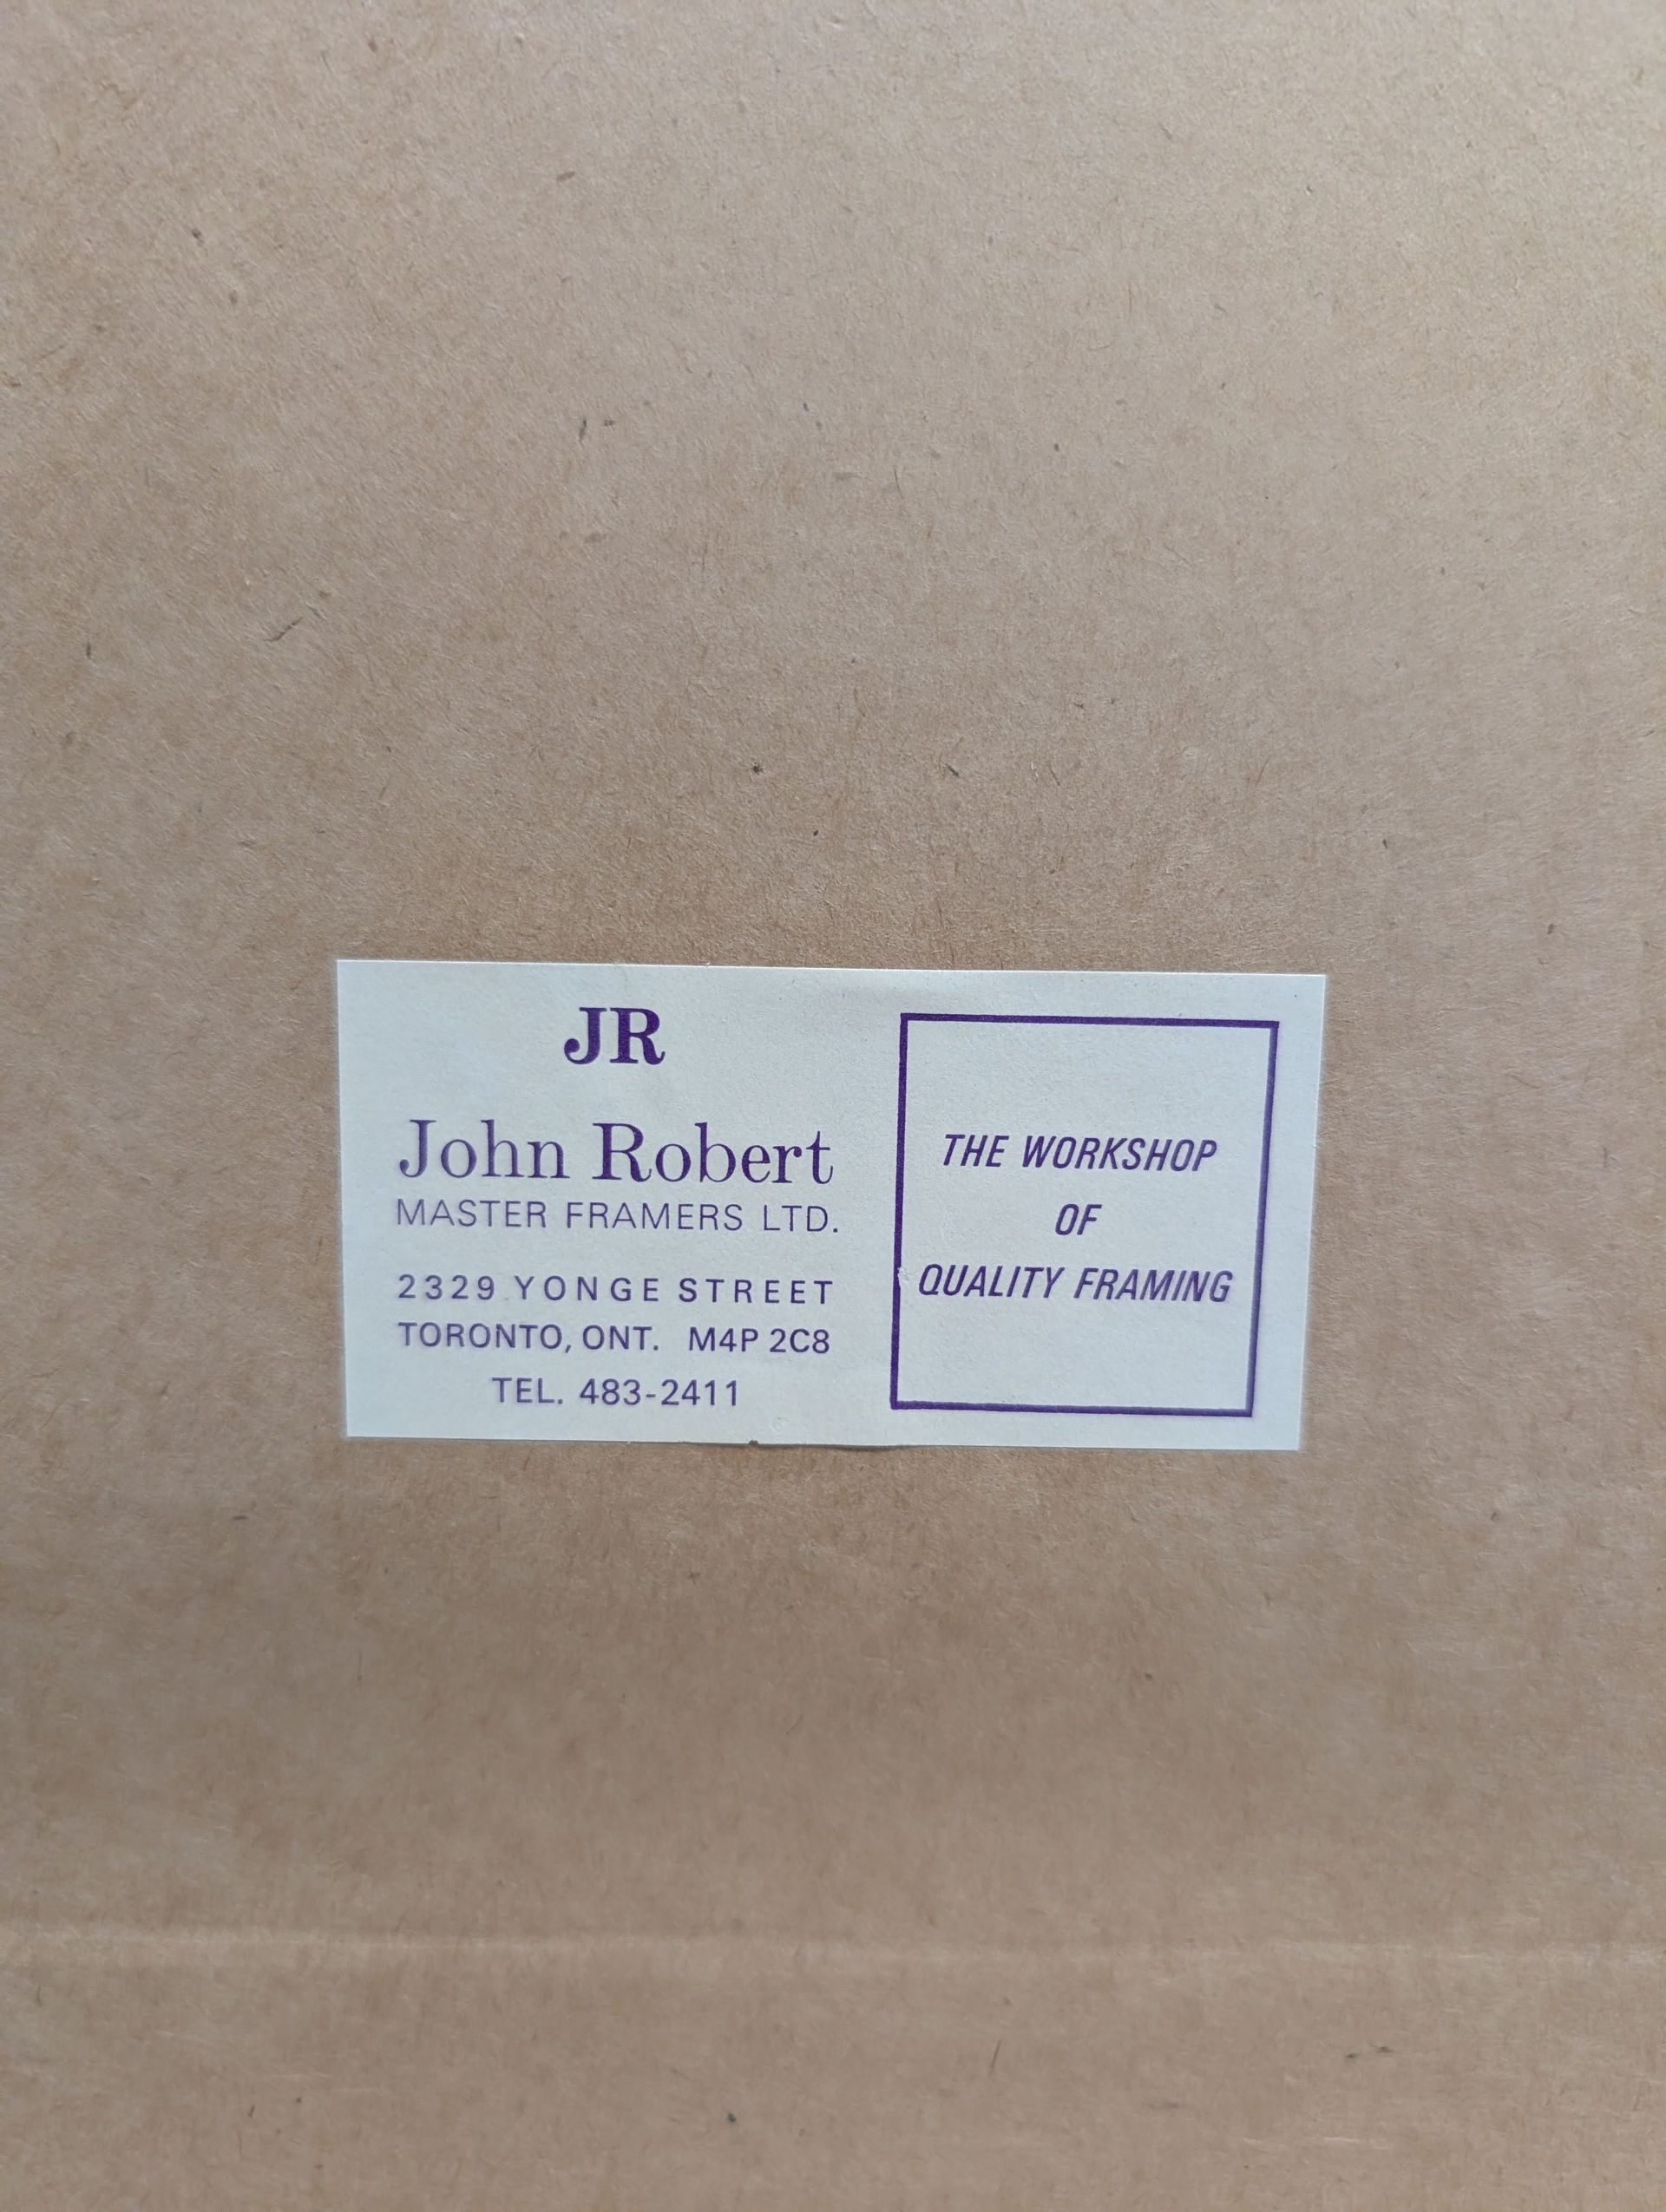 JR
John Robert
MASTER FRAMERS LTD.
2329 YONGE STREET
TORONTO, ONT. M4P 2C8
TEL. 483-2411
THE WORKSHOP
OF
QUALITY FRAMING